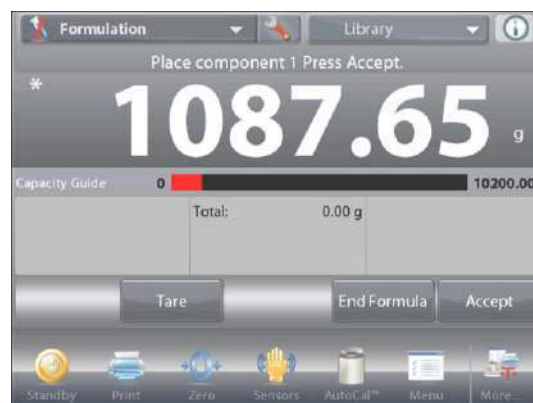 Formulation Library
Place component 1 Press Accept.
* 1087.65 g
Capacity Guide 0 10200.00
Total: 0.00 g
Tare End Formula Accept
Standby Print Zero Sensors AutoCal™ Menu More...